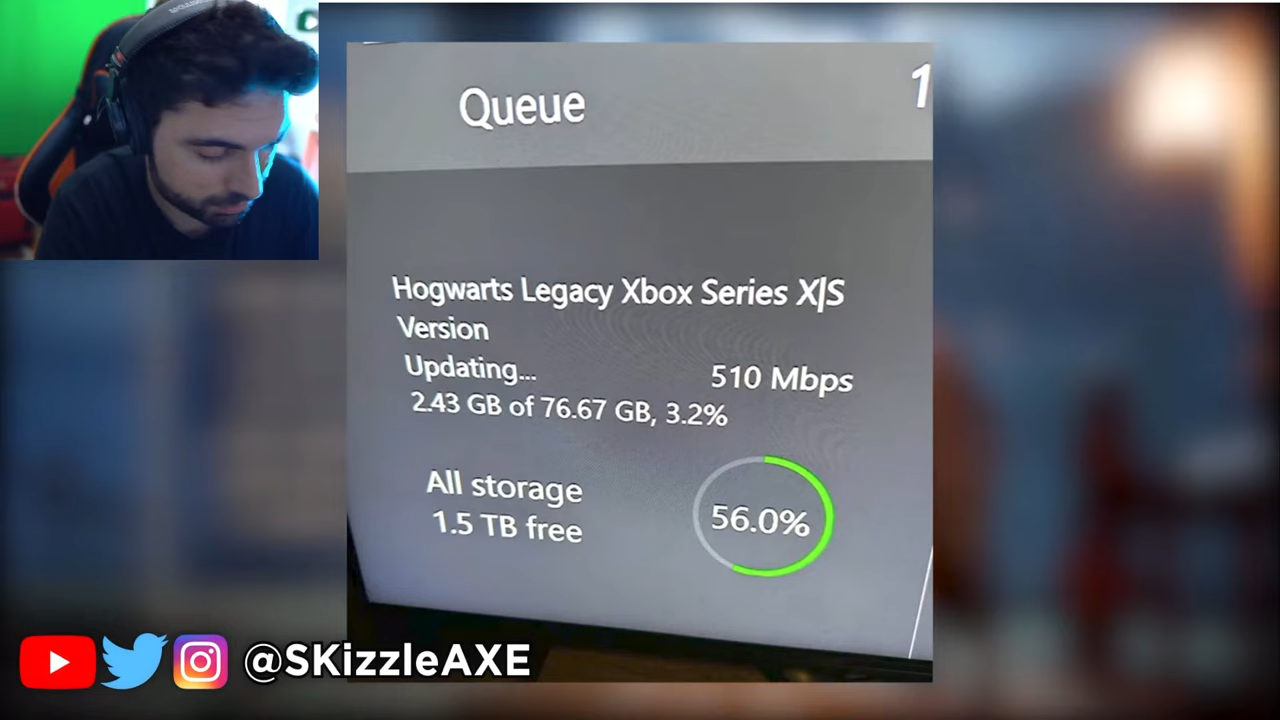 Queue
1
Hogwarts Legacy Xbox Series X|S
Version
Updating...
510 Mbps
2.43 GB of 76.67 GB, 3.2%
All storage
1.5 TB free
56.0%
@SKizzleAXE